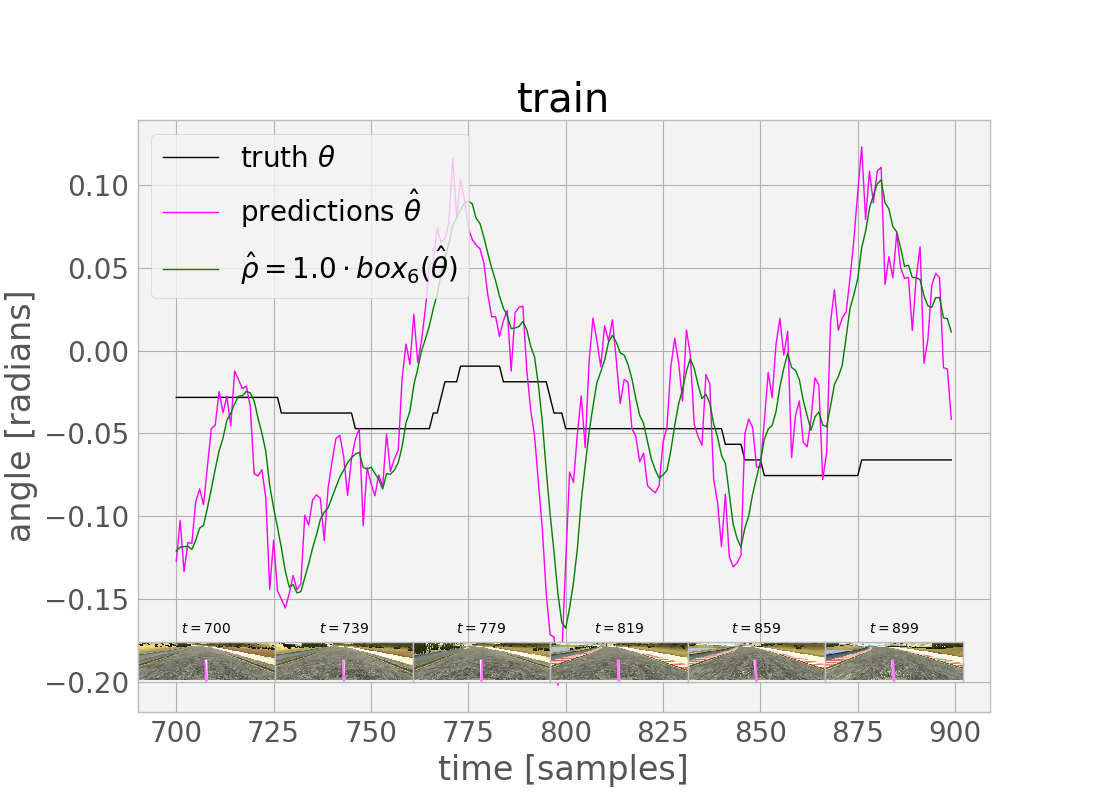 train
truth θ
predictions θ̂
ρ̂ = 1.0 · box₆(θ̂)
0.10
0.05
0.00
−0.05
−0.10
−0.15
−0.20
angle [radians]
t = 700 t = 739 t = 779 t = 819 t = 859 t = 899
700 725 750 775 800 825 850 875 900
time [samples]